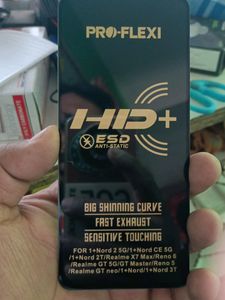 PRO-FLEXI
HD+
ESD
ANTI-STATIC
BIG SHINNING CURVE
FAST EXHAUST
SENSITIVE TOUCHING
FOR 1+Nord 2 5G/1+Nord CE 5G
/1+Nord 2T/Realme X7 Max/Reno 6
/Realme GT 5G/GT Master/Reno 5
/Realme GT neo/1+Nord/1+Nord 3T